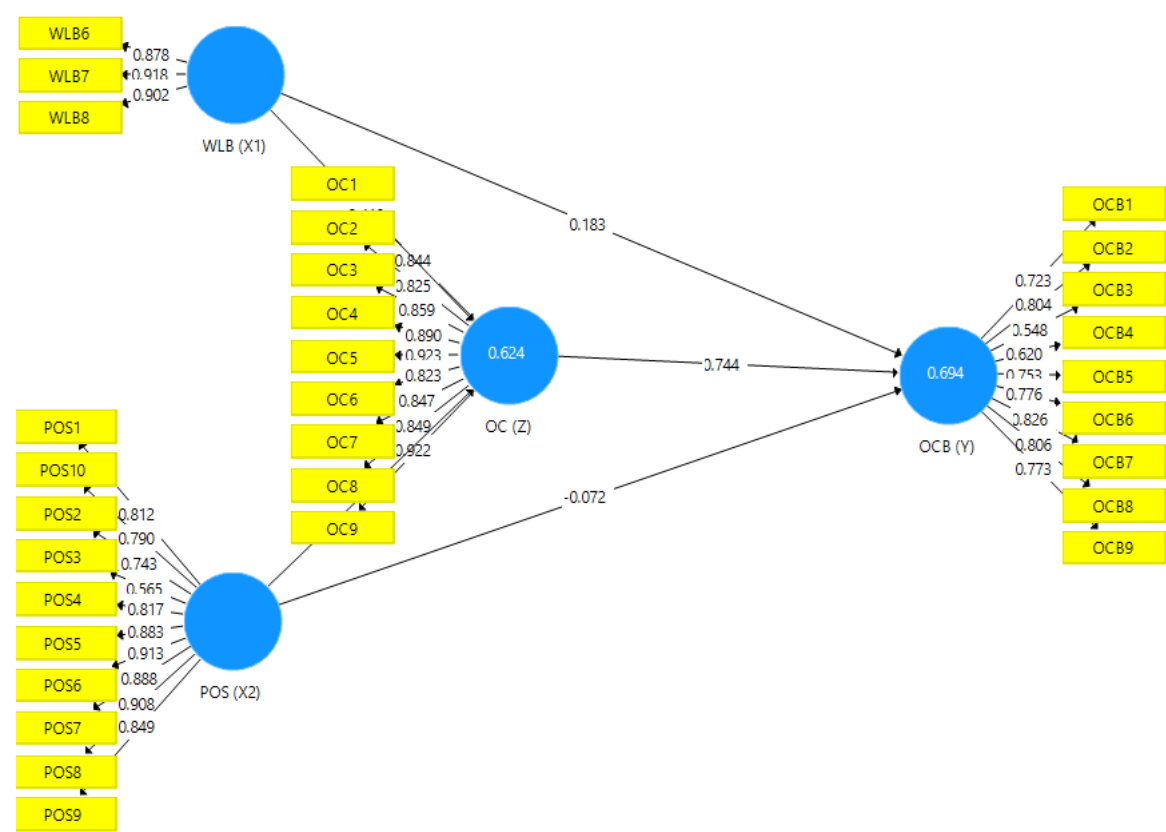 WLB6
WLB7
WLB8
0.878
0.918
0.902
WLB (X1)
OC1
OC2
OC3
OC4
OC5
OC6
OC7
OC8
OC9
0.844
0.825
0.859
0.890
0.923
0.823
0.847
0.849
0.922
0.624
OC (Z)
0.183
0.744
-0.072
POS1
POS10
POS2
POS3
POS4
POS5
POS6
POS7
POS8
POS9
0.812
0.790
0.743
0.565
0.817
0.883
0.913
0.888
0.908
0.849
POS (X2)
0.694
OCB (Y)
0.723
0.804
0.548
0.620
0.753
0.776
0.826
0.806
0.773
OCB1
OCB2
OCB3
OCB4
OCB5
OCB6
OCB7
OCB8
OCB9